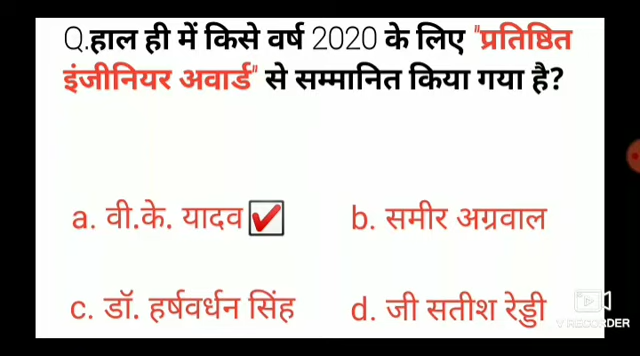 Q.हाल ही में किसे वर्ष 2020 के लिए "प्रतिष्ठित
इंजीनियर अवार्ड" से सम्मानित किया गया है?
a. वी.के. यादव
b. समीर अग्रवाल
c. डॉ. हर्षवर्धन सिंह
d. जी सतीश रेड्डी